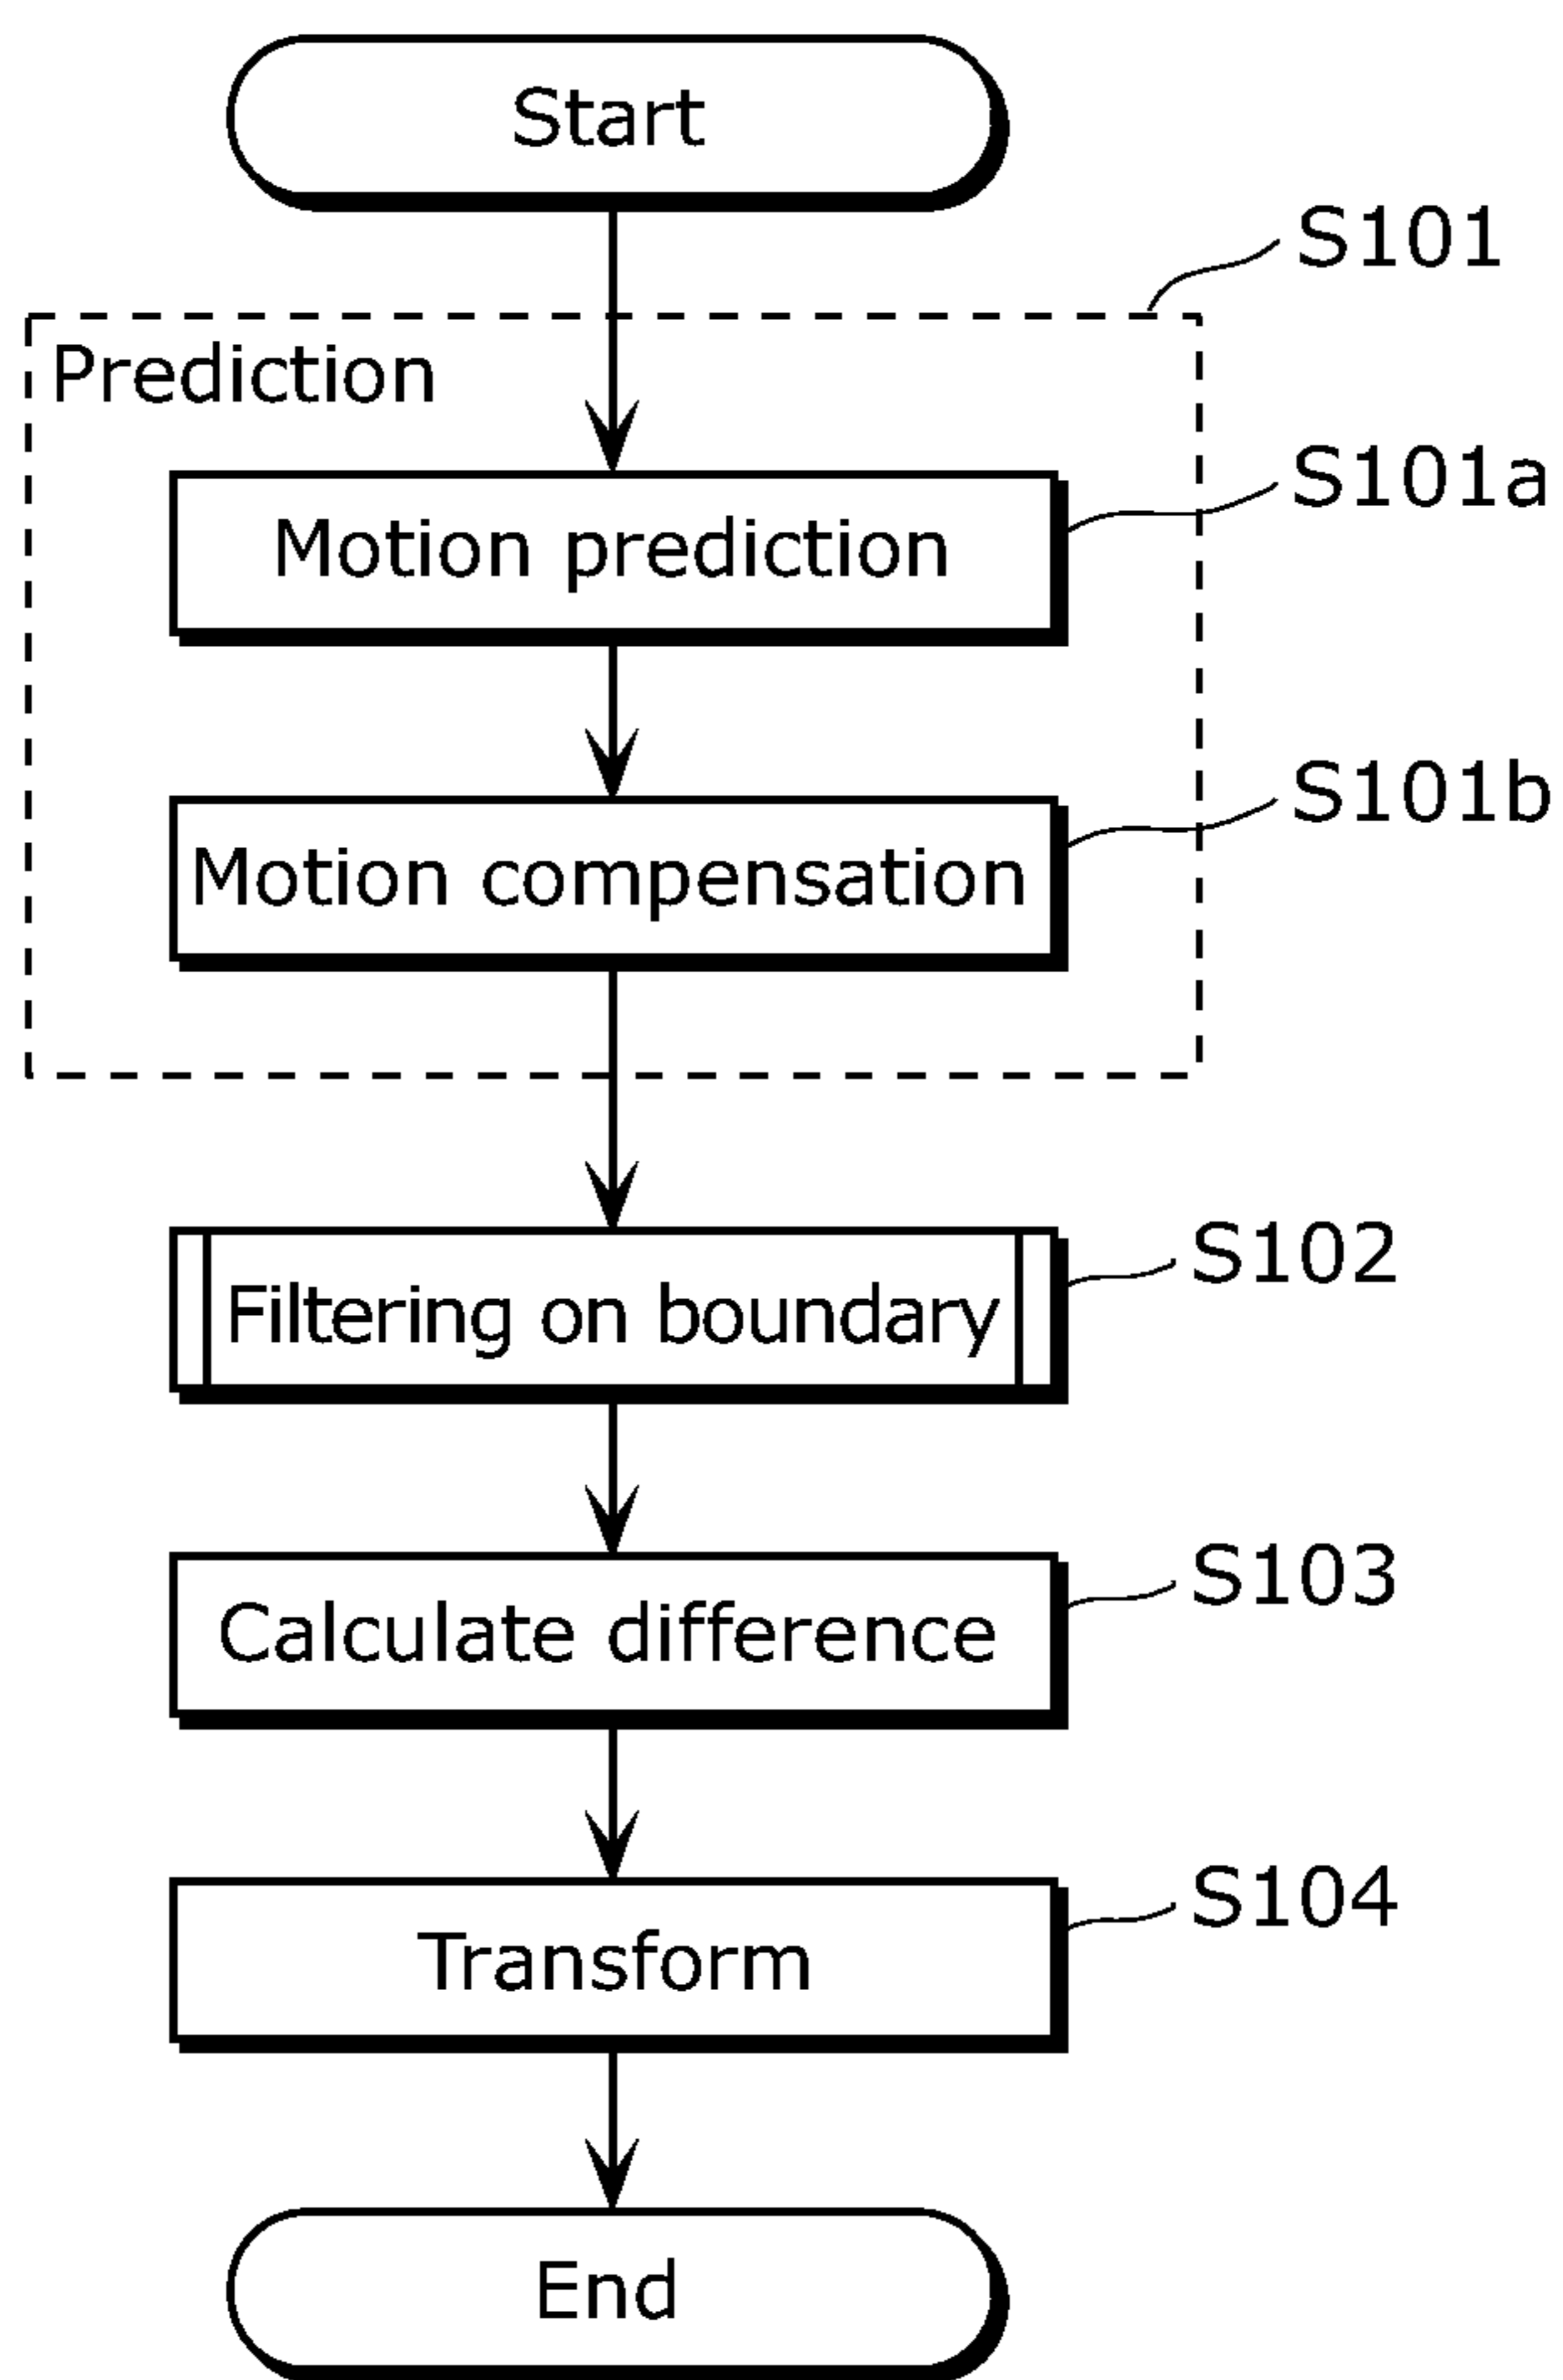 Start
S101
Prediction
S101a
Motion prediction
S101b
Motion compensation
S102
Filtering on boundary
S103
Calculate difference
S104
Transform
End